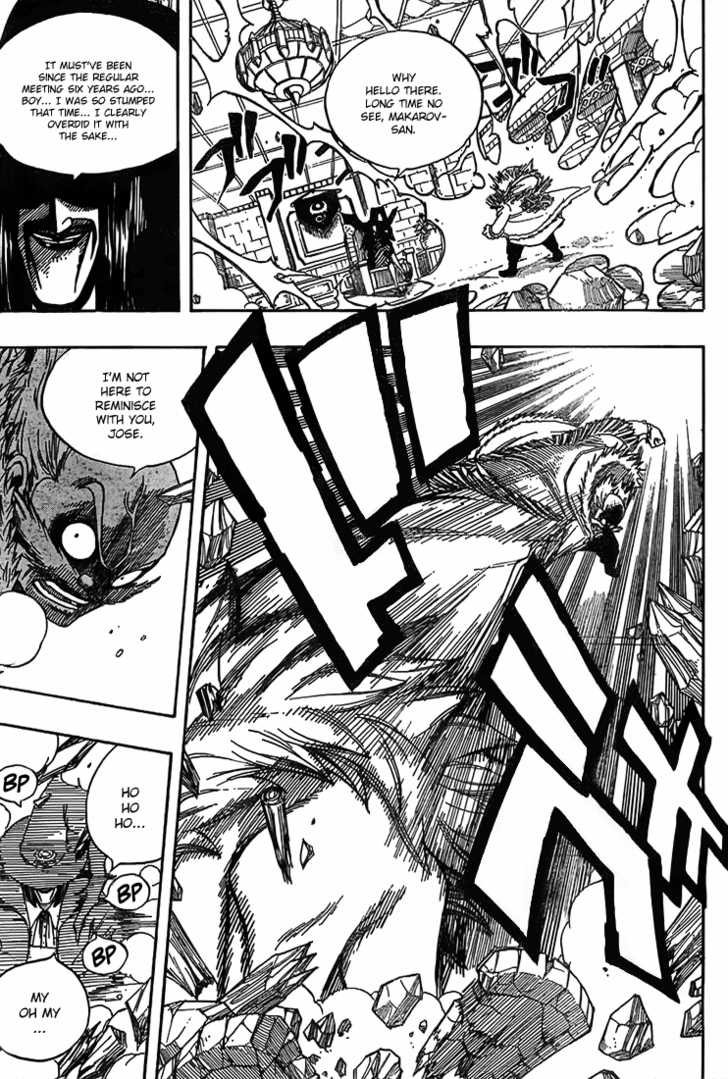 WHY
HELLO THERE.
LONG TIME NO
SEE, MAKAROV-
SAN.
IT MUST'VE BEEN
SINCE THE REGULAR
MEETING SIX YEARS AGO...
BOY... I WAS SO STUMPED
THAT TIME... I CLEARLY
OVERDID IT WITH
THE SAKE...
I'M NOT
HERE TO
REMINISCE
WITH YOU,
JOSE.
HO
HO
HO...
BP
BP
BP
MY
OH MY
...